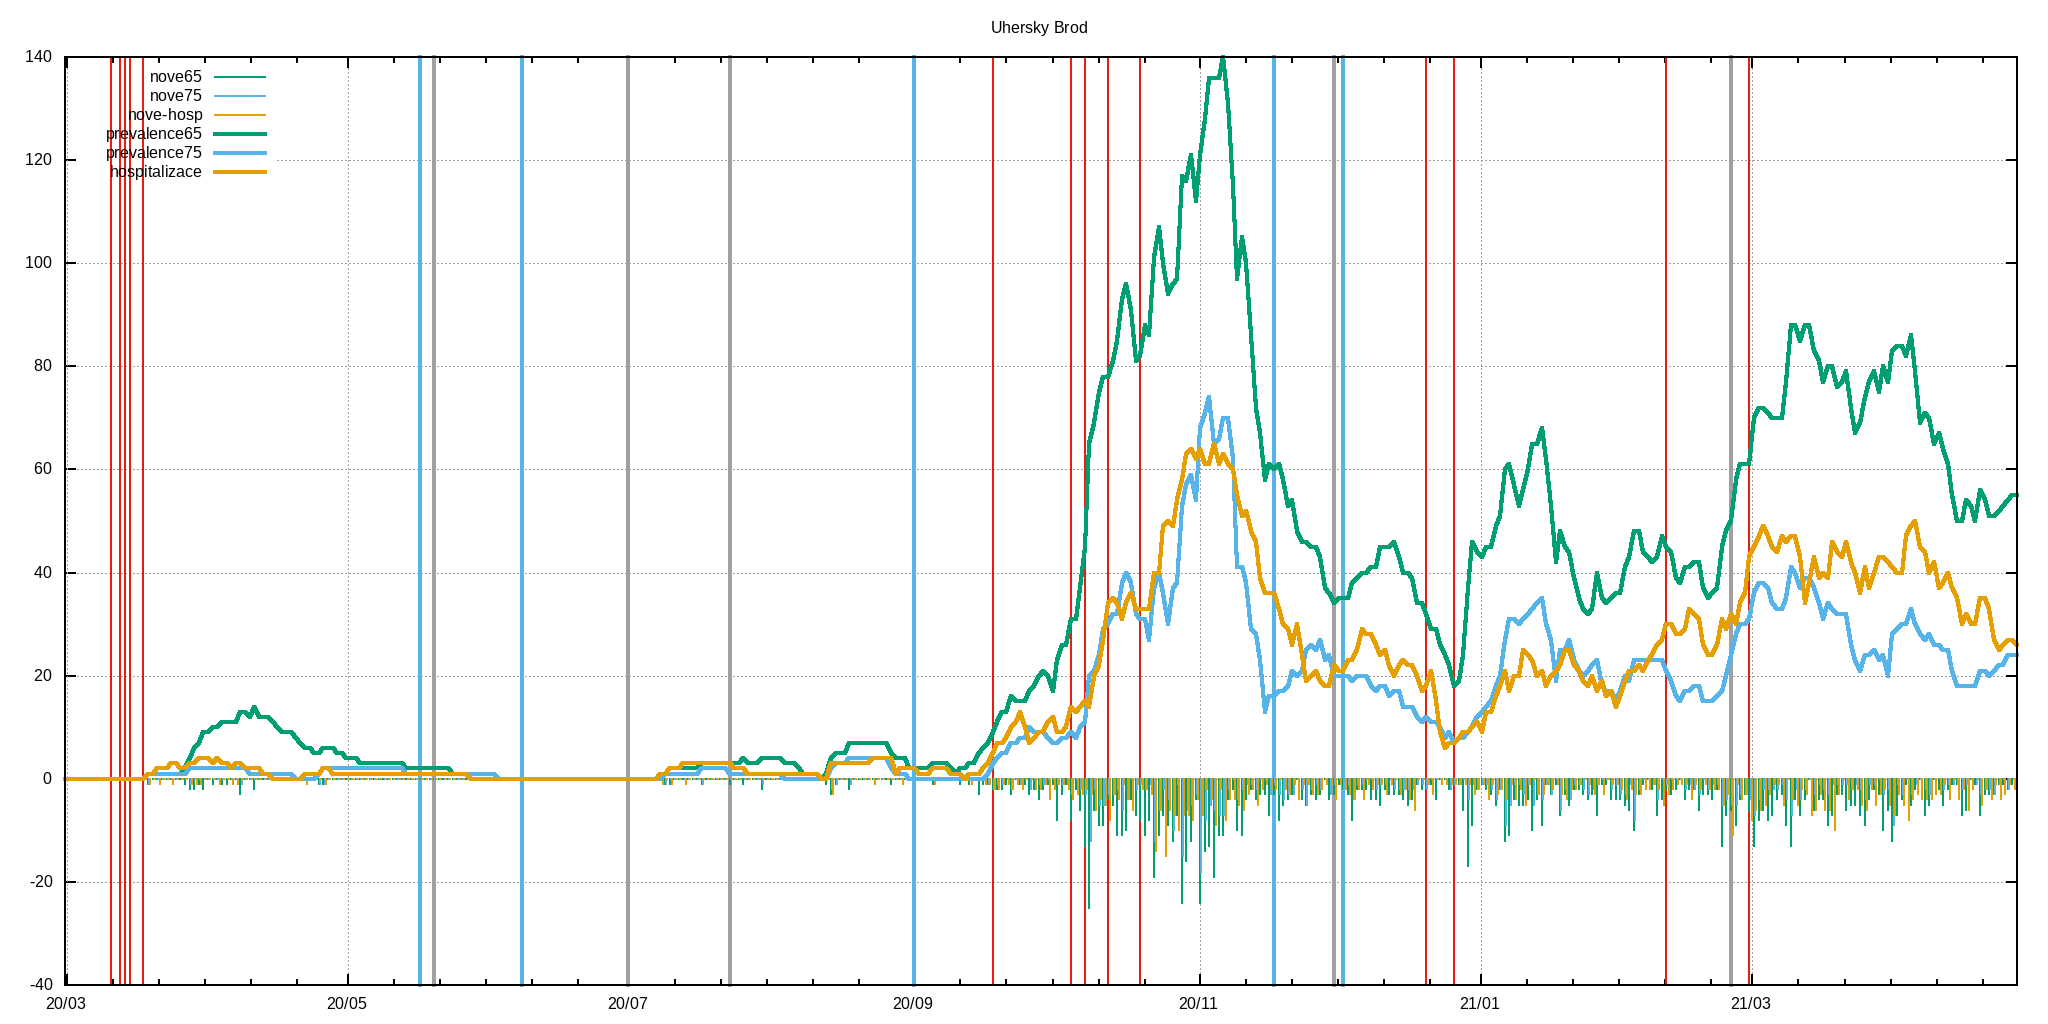 Uhersky Brod
140
120
100
80
60
40
20
0
-20
-40
nove65
nove75
nove-hosp
prevalence65
prevalence75
hospitalizace
20/03 20/05 20/07 20/09 20/11 21/01 21/03